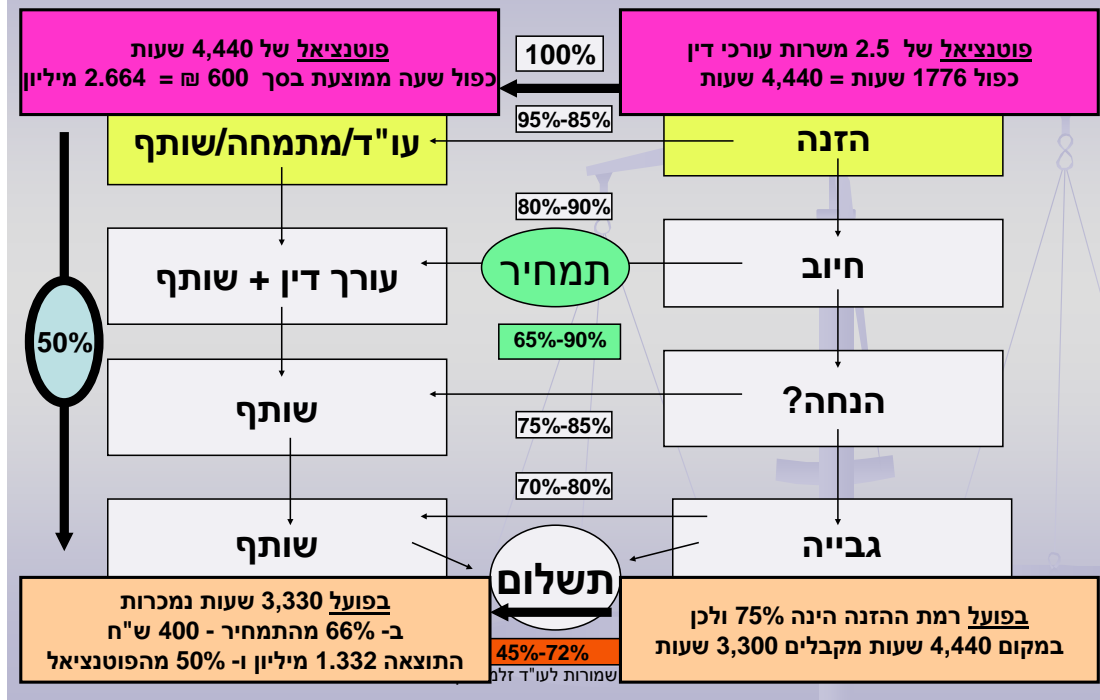 פוטנציאל של 2.5 משרות עורכי דין
כפול 1776 שעות = 4,440 שעות
100%
פוטנציאל של 4,440 שעות
כפול שעה ממוצעת בסך 600 ₪ = 2.664 מיליון
הזנה
95%-85%
עו"ד/מתמחה/שותף
80%-90%
חיוב
תמחיר
עורך דין + שותף
65%-90%
50%
הנחה?
75%-85%
שותף
70%-80%
גבייה
תשלום
שותף
בפועל רמת ההזנה הינה 75% ולכן
במקום 4,440 שעות מקבלים 3,300 שעות
בפועל 3,330 שעות נמכרות
ב- 66% מהתמחיר - 400 ש"ח
התוצאה 1.332 מיליון ו- 50% מהפוטנציאל
45%-72%
שמורות לעו"ד